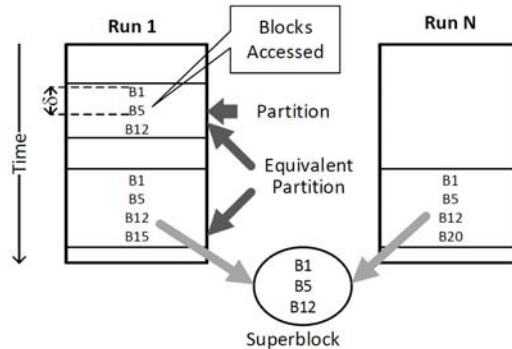 Run 1
Blocks
Accessed
Run N
Time
δ
B1
B5
B12
Partition
Equivalent
Partition
B1
B5
B12
B15
B1
B5
B12
B20
B1
B5
B12
Superblock